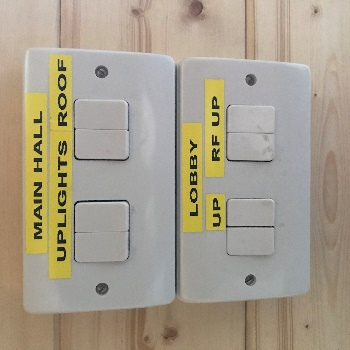 MAIN HALL
UPLIGHTS ROOF
LOBBY
UP RF UP